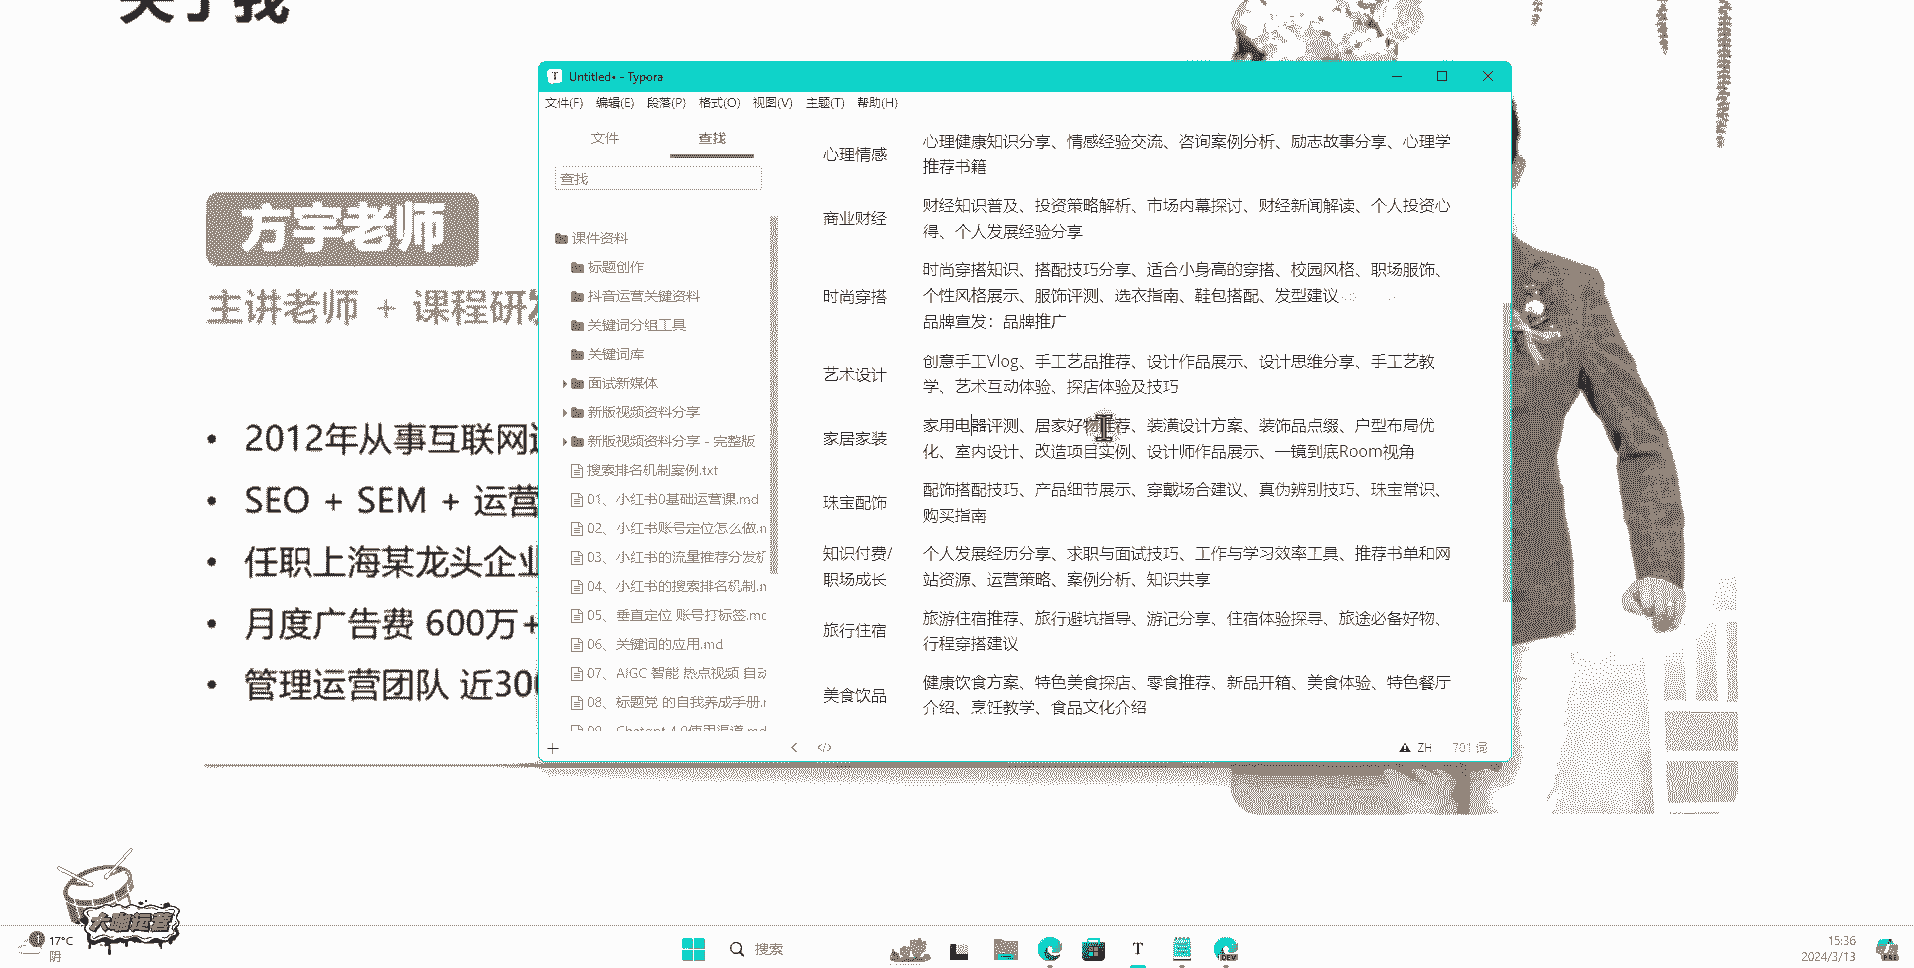 关于我
方宇老师
主讲老师 + 课程研发
2012年从事互联网
SEO + SEM + 运营
任职上海某龙头企业
月度广告费 600万+
管理运营团队 近300
Untitled• - Typora
文件(F) 编辑(E) 段落(P) 格式(O) 视图(V) 主题(T) 帮助(H)
文件 查找
查找
课件资料
标题创作
抖音运营关键资料
关键词分组工具
关键词库
面试新媒体
新版视频资料分享
新版视频资料分享 - 完整版
搜索排名机制案例.txt
01、小红书0基础运营课.md
02、小红书账号定位怎么做.n
03、小红书的流量推荐分发机
04、小红书的搜索排名机制.n
05、垂直定位 账号打标签.mc
06、关键词的应用.md
07、AIGC 智能 热点视频 自动
08、标题党 的自我养成手册.r
09、Chatgpt 4.0使用渠道.md
心理情感
心理健康知识分享、情感经验交流、咨询案例分析、励志故事分享、心理学
推荐书籍
商业财经
财经知识普及、投资策略解析、市场内幕探讨、财经新闻解读、个人投资心
得、个人发展经验分享
时尚穿搭
时尚穿搭知识、搭配技巧分享、适合小身高的穿搭、校园风格、职场服饰、
个性风格展示、服饰评测、选衣指南、鞋包搭配、发型建议
品牌宣发：品牌推广
艺术设计
创意手工Vlog、手工艺品推荐、设计作品展示、设计思维分享、手工艺教
学、艺术互动体验、探店体验及技巧
家居家装
家用电器评测、居家好物推荐、装潢设计方案、装饰品点缀、户型布局优
化、室内设计、改造项目实例、设计师作品展示、一镜到底Room视角
珠宝配饰
配饰搭配技巧、产品细节展示、穿戴场合建议、真伪辨别技巧、珠宝常识、
购买指南
知识付费/
职场成长
个人发展经历分享、求职与面试技巧、工作与学习效率工具、推荐书单和网
站资源、运营策略、案例分析、知识共享
旅行住宿
旅游住宿推荐、旅行避坑指导、游记分享、住宿体验探寻、旅途必备好物、
行程穿搭建议
美食饮品
健康饮食方案、特色美食探店、零食推荐、新品开箱、美食体验、特色餐厅
介绍、烹饪教学、食品文化介绍
ZH 701 词
大咖运营
17°C
阴
搜索
DEV
15:36
2024/3/13
PRE